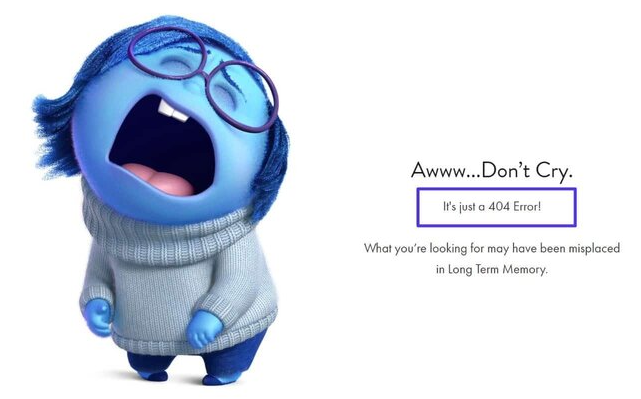 Awww...Don't Cry.
It's just a 404 Error!
What you're looking for may have been misplaced
in Long Term Memory.